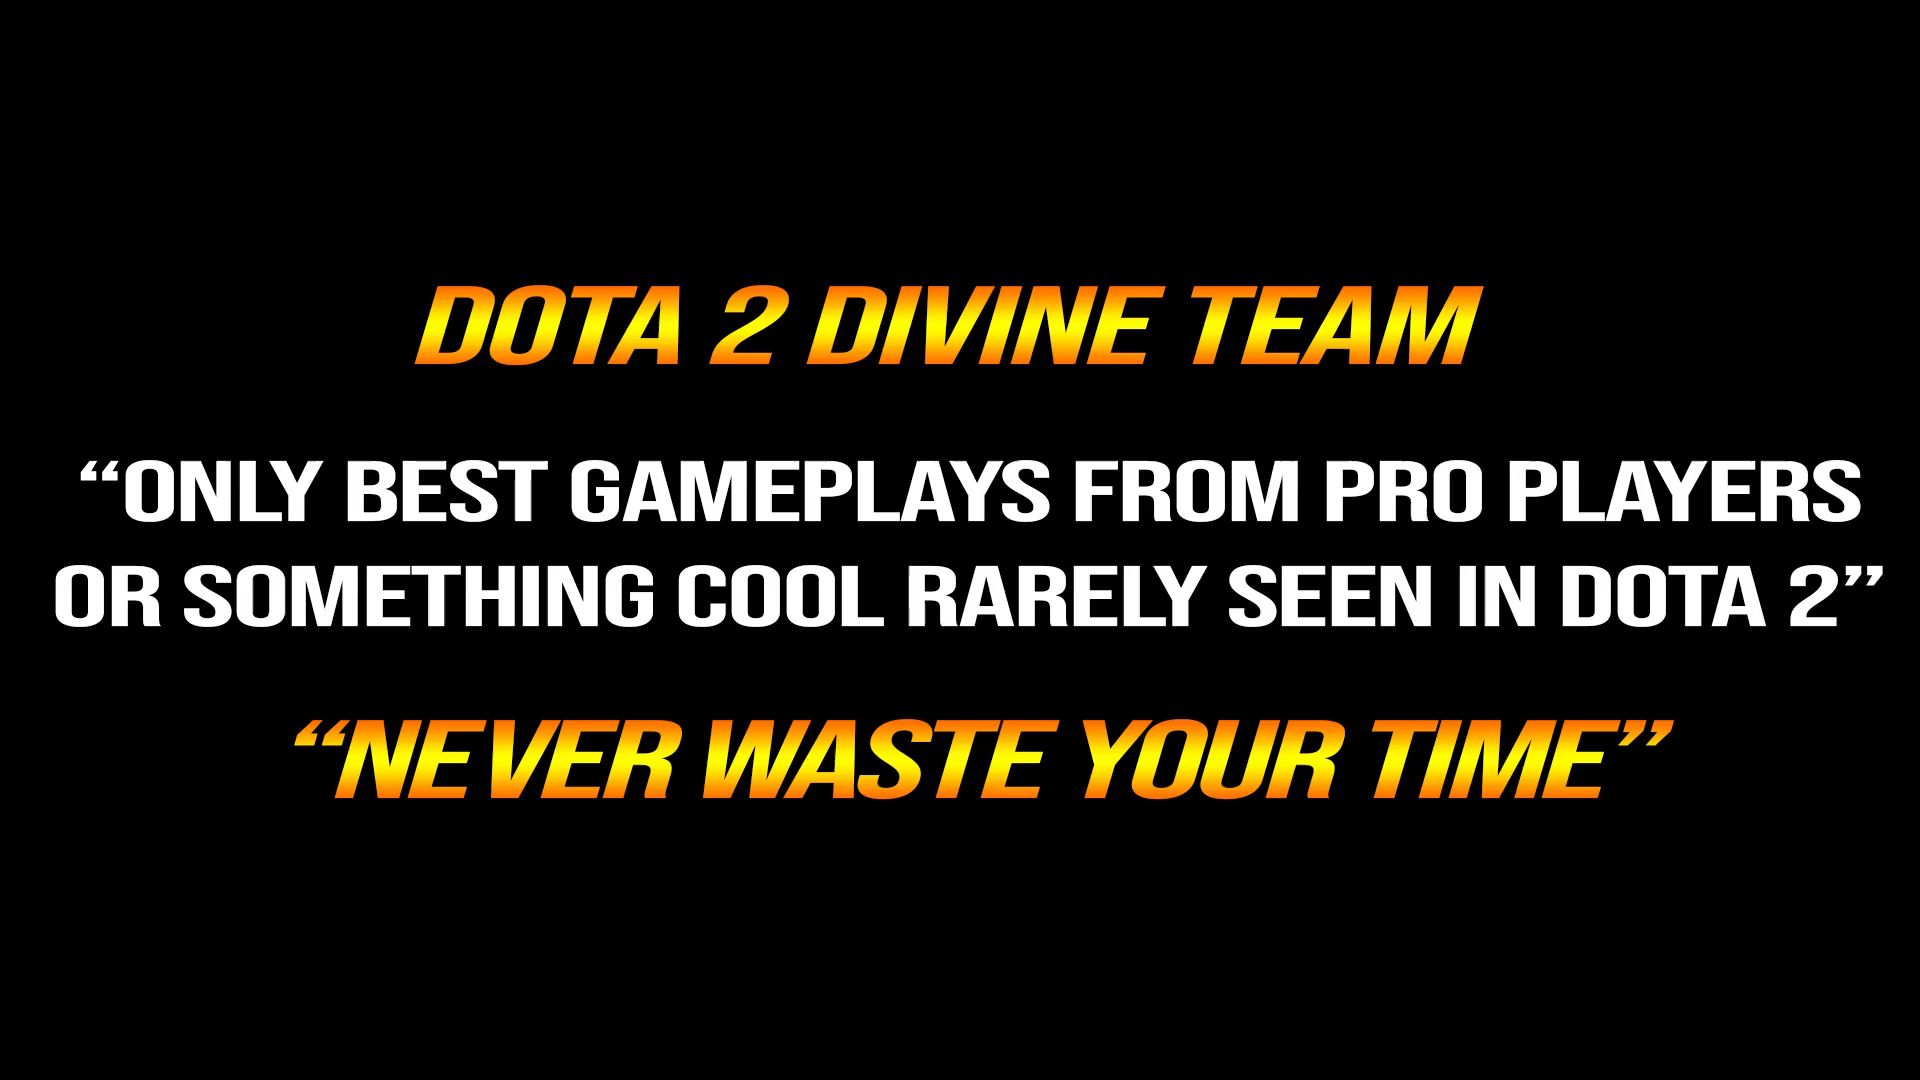 DOTA 2 DIVINE TEAM
“ONLY BEST GAMEPLAYS FROM PRO PLAYERS
OR SOMETHING COOL RARELY SEEN IN DOTA 2”
“NEVER WASTE YOUR TIME”